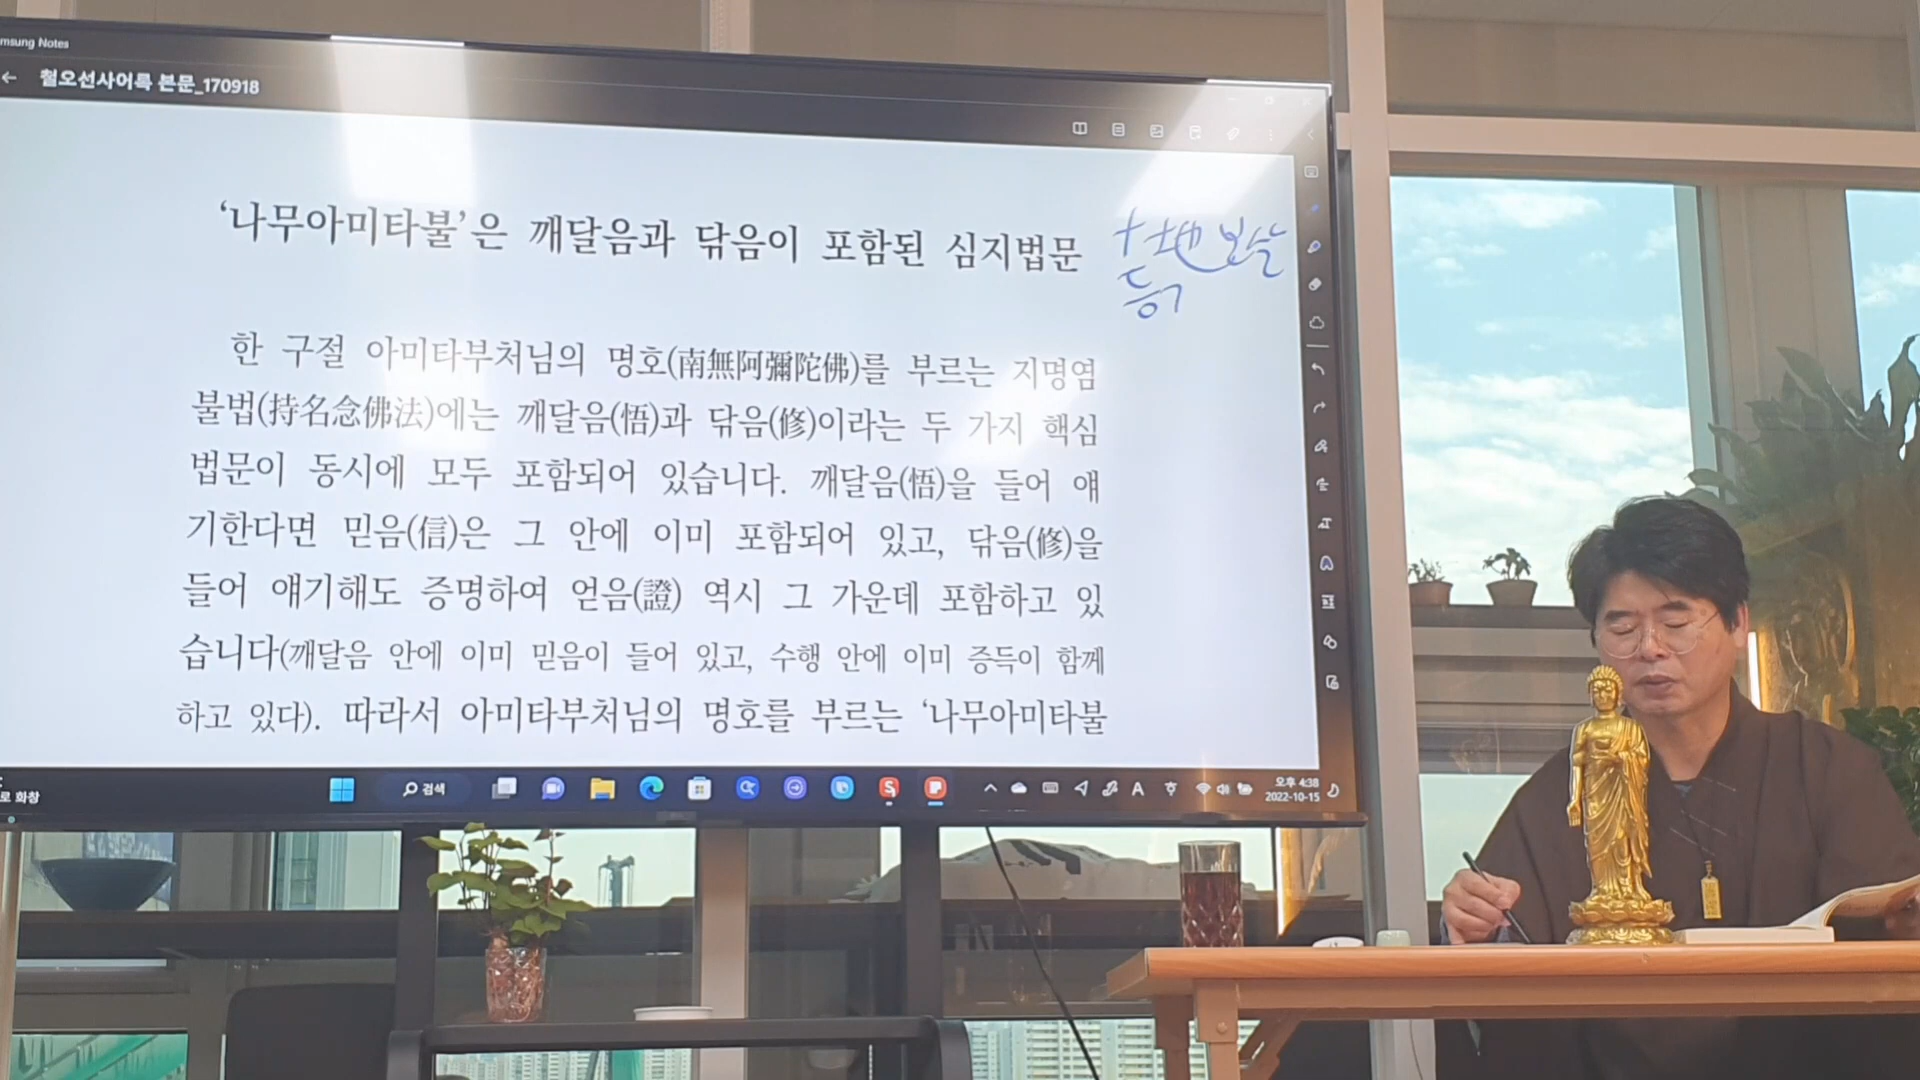 msung Notes
철오선사어록 본문_170918
'나무아미타불'은 깨달음과 닦음이 포함된 심지법문
十地 보살
등
한 구절 아미타부처님의 명호(南無阿彌陀佛)를 부르는 지명염
불법(持名念佛法)에는 깨달음(悟)과 닦음(修)이라는 두 가지 핵심
법문이 동시에 모두 포함되어 있습니다. 깨달음(悟)을 들어 얘
기한다면 믿음(信)은 그 안에 이미 포함되어 있고, 닦음(修)을
들어 얘기해도 증명하여 얻음(證) 역시 그 가운데 포함하고 있
습니다(깨달음 안에 이미 믿음이 들어 있고, 수행 안에 이미 증득이 함께
하고 있다). 따라서 아미타부처님의 명호를 부르는 '나무아미타불
로 화창
검색
A
오후 4:38
2022-10-15